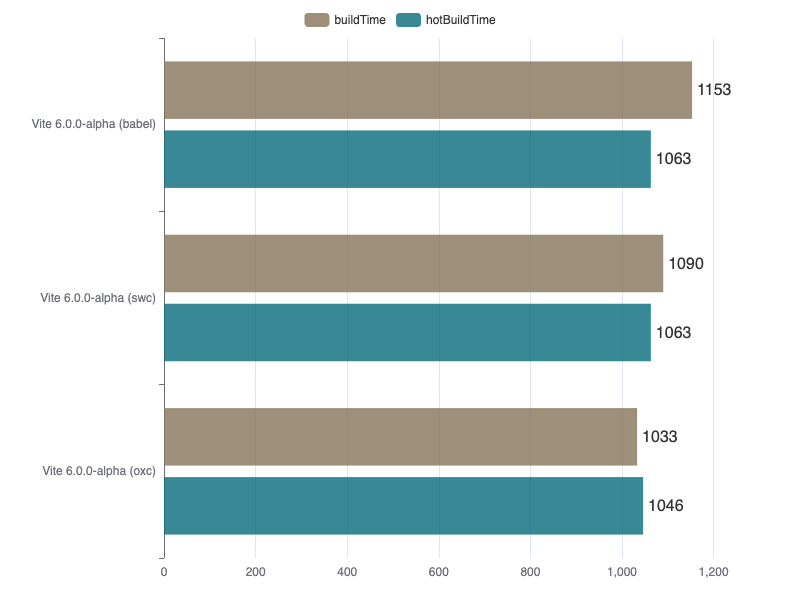 buildTime hotBuildTime
1153
Vite 6.0.0-alpha (babel)
1063
1090
Vite 6.0.0-alpha (swc)
1063
1033
Vite 6.0.0-alpha (oxc)
1046
0 200 400 600 800 1,000 1,200